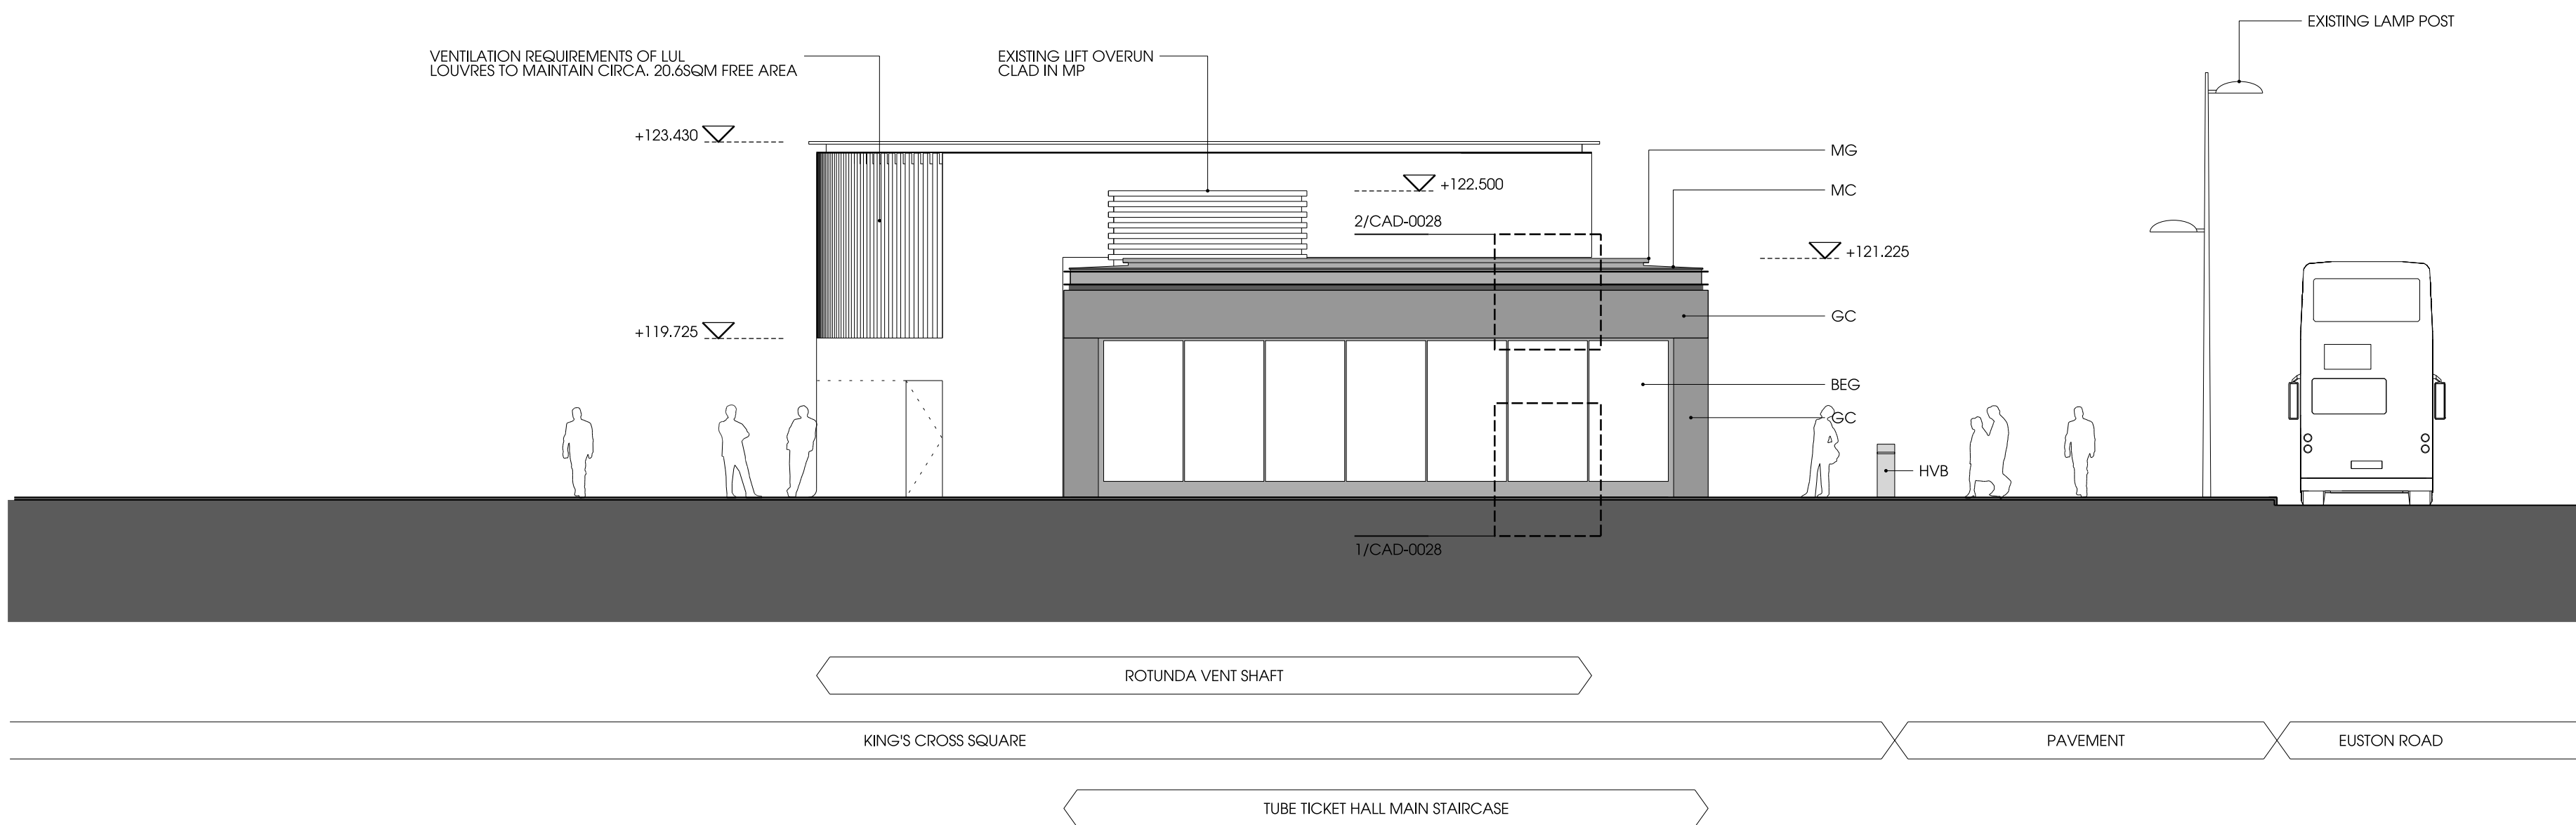 EXISTING LAMP POST
VENTILATION REQUIREMENTS OF LUL
LOUVRES TO MAINTAIN CIRCA. 20.6SQM FREE AREA
EXISTING LIFT OVERUN
CLAD IN MP
+123.430
MG
+122.500
MC
2/CAD-0028
+121.225
GC
+119.725
BEG
GC
HVB
1/CAD-0028
ROTUNDA VENT SHAFT
KING'S CROSS SQUARE
PAVEMENT
EUSTON ROAD
TUBE TICKET HALL MAIN STAIRCASE